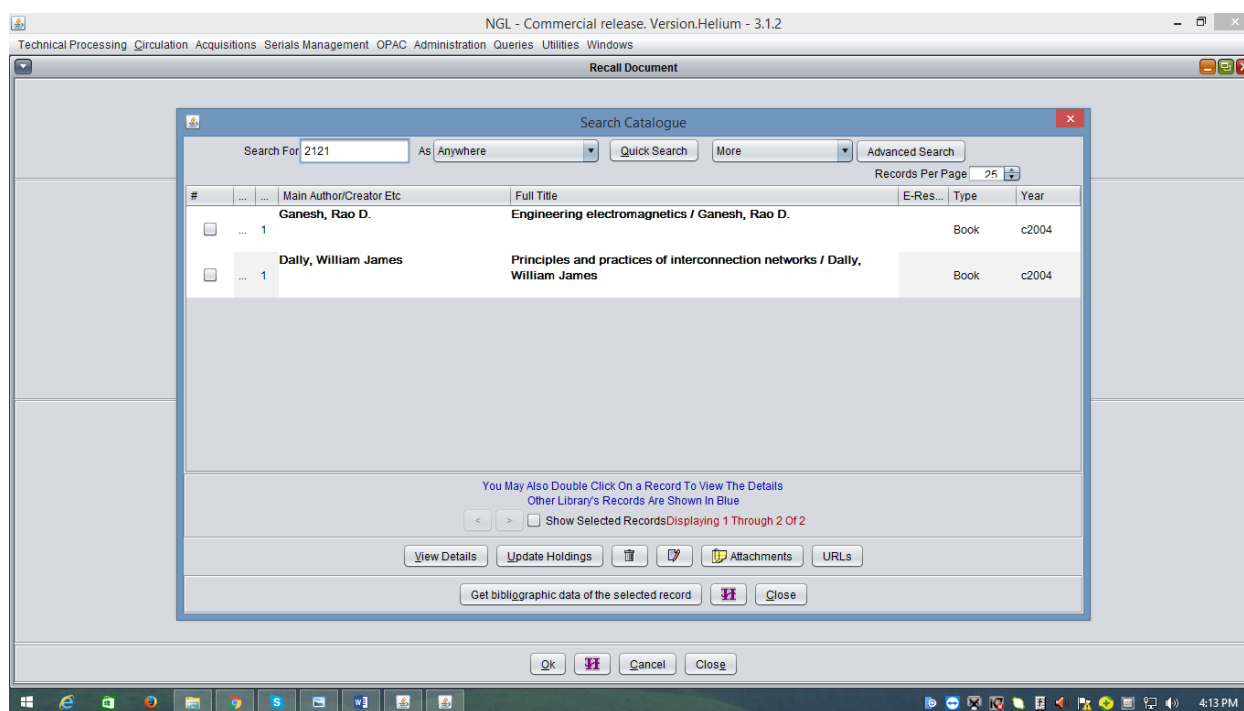 NGL - Commercial release. Version.Helium - 3.1.2
Technical Processing Circulation Acquisitions Serials Management OPAC Administration Queries Utilities Windows
Recall Document
Search Catalogue
Search For 2121 As Anywhere Quick Search More Advanced Search
Records Per Page 25
# ... ... Main Author/Creator Etc Full Title E-Res... Type Year
Ganesh, Rao D. Engineering electromagnetics / Ganesh, Rao D.
... 1 Book c2004
Dally, William James Principles and practices of interconnection networks / Dally,
William James
... 1 Book c2004
You May Also Double Click On a Record To View The Details
Other Library's Records Are Shown In Blue
< > Show Selected RecordsDisplaying 1 Through 2 Of 2
View Details Update Holdings Attachments URLs
Get bibliographic data of the selected record Close
Ok Cancel Close
4:13 PM